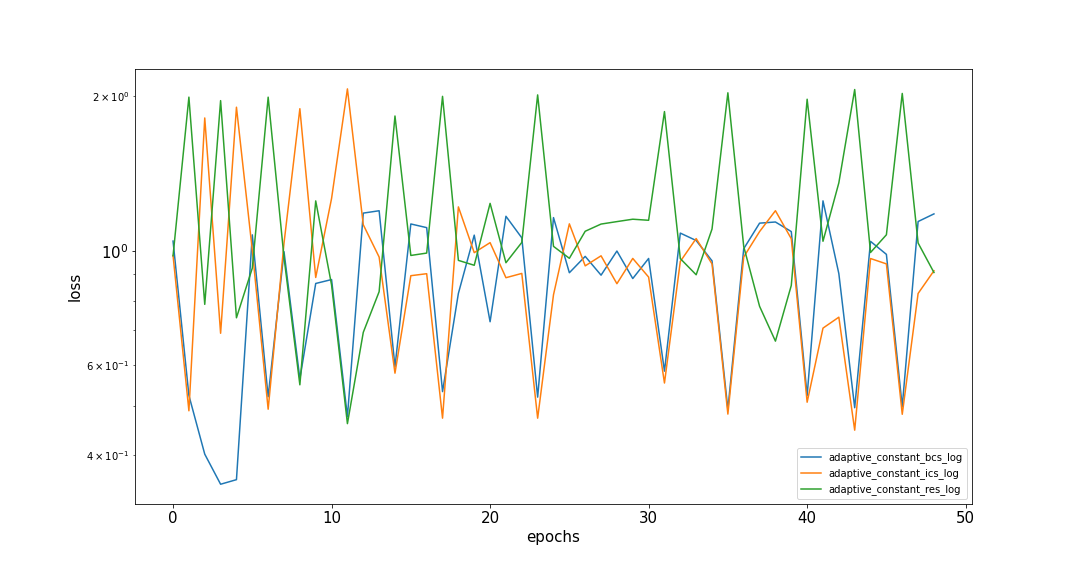 2 × 10⁰
10⁰
6 × 10⁻¹
4 × 10⁻¹
loss
0 10 20 30 40 50
epochs
adaptive_constant_bcs_log
adaptive_constant_ics_log
adaptive_constant_res_log